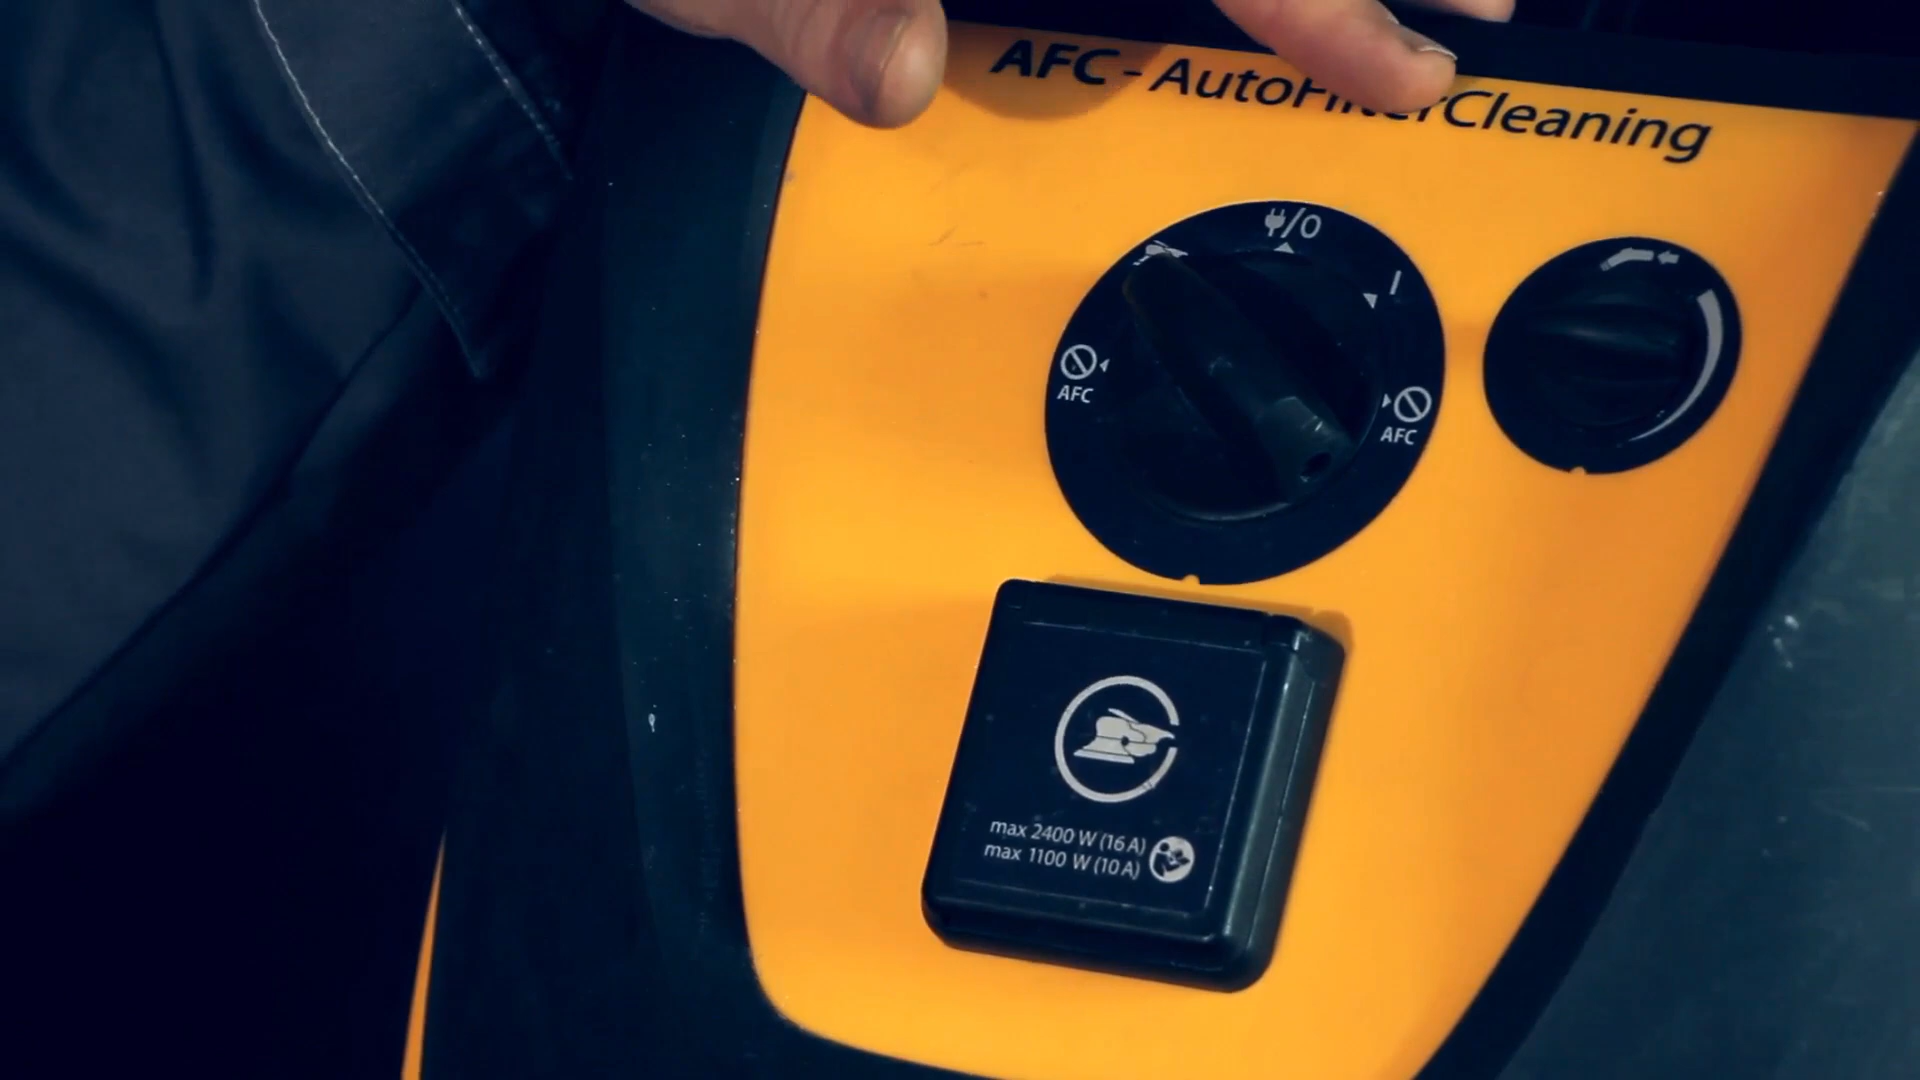 AFC - AutoFilterCleaning
/0
I
AFC
AFC
max 2400 W (16 A)
max 1100 W (10 A)